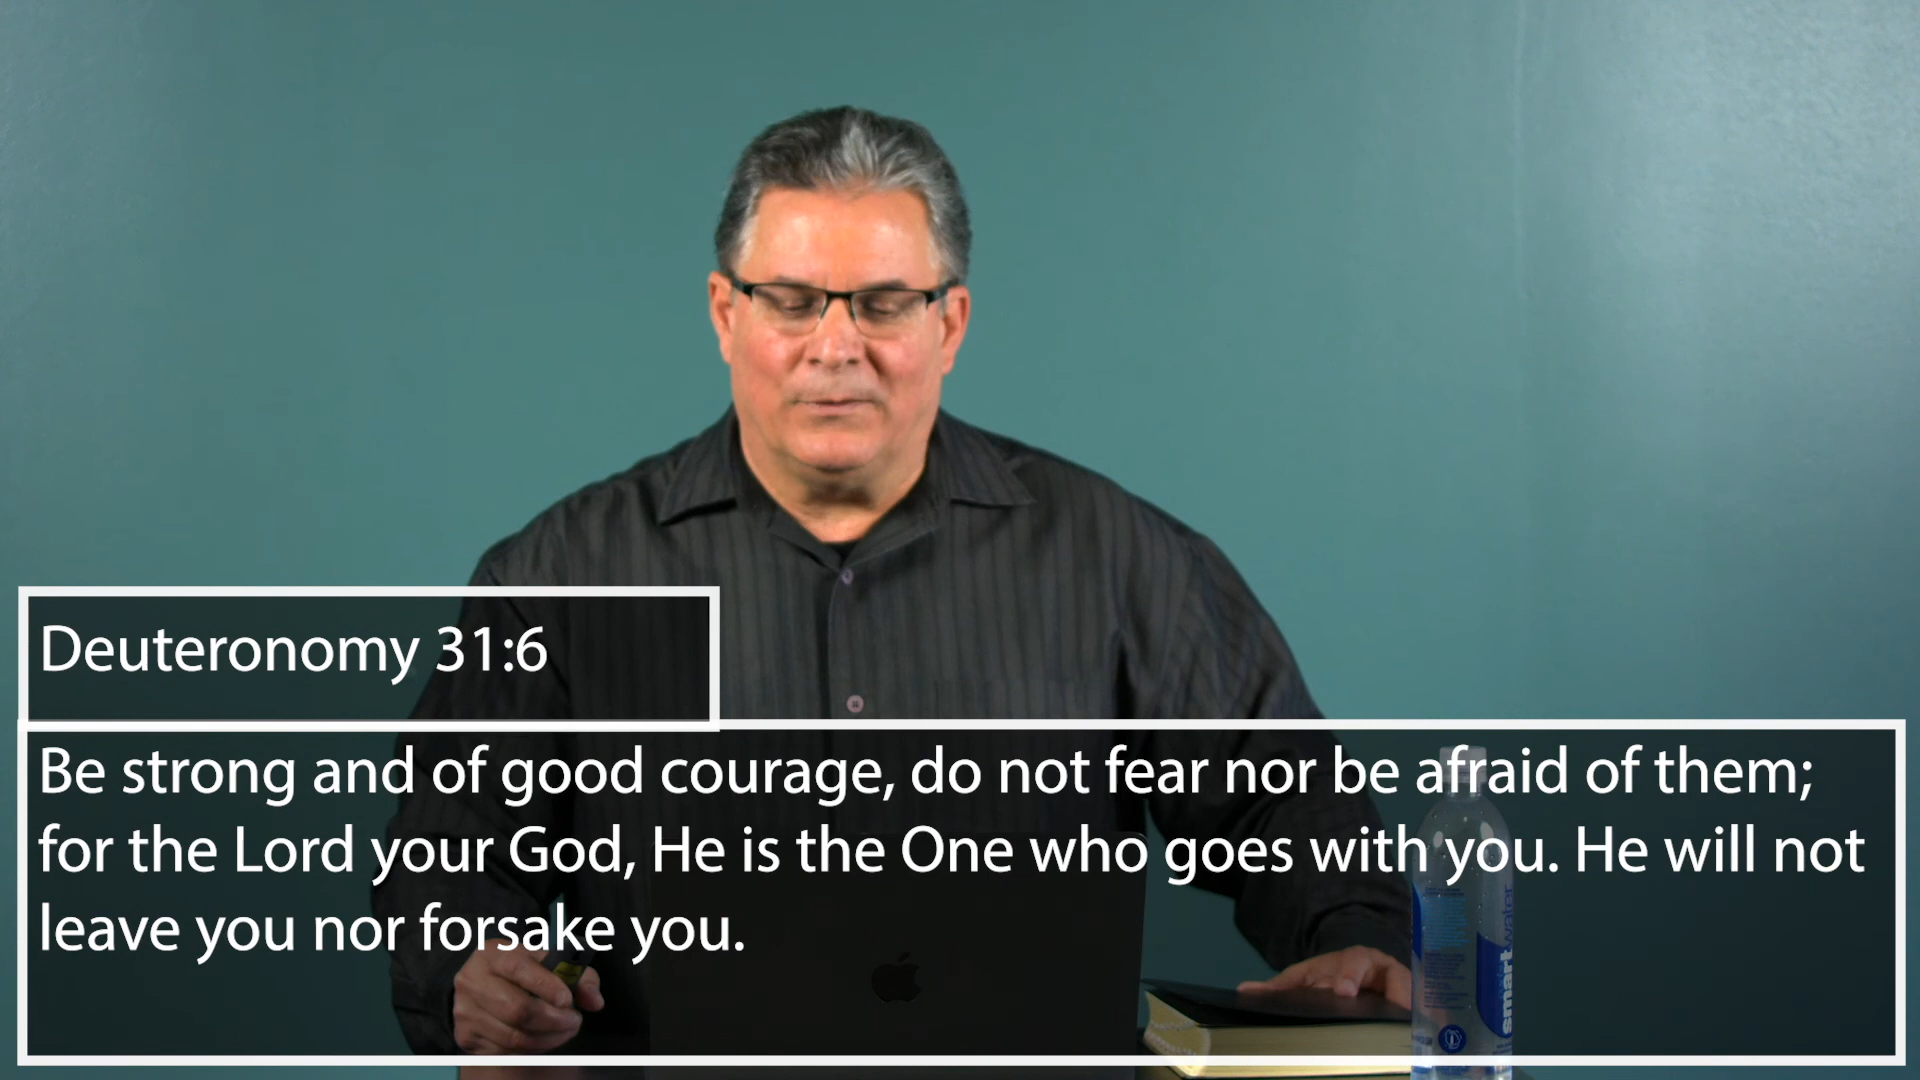 Deuteronomy 31:6
Be strong and of good courage, do not fear nor be afraid of them;
for the Lord your God, He is the One who goes with you. He will not
leave you nor forsake you.
smartwater